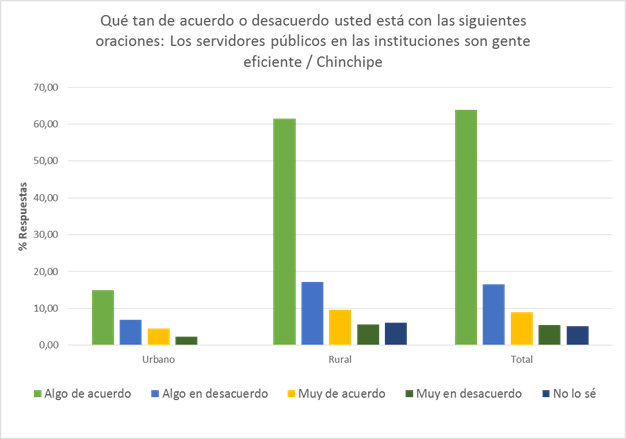 Qué tan de acuerdo o desacuerdo usted está con las siguientes
oraciones: Los servidores públicos en las instituciones son gente
eficiente / Chinchipe
70,00
60,00
50,00
40,00
30,00
20,00
10,00
0,00
% Respuestas
Urbano Rural Total
Algo de acuerdo Algo en desacuerdo Muy de acuerdo Muy en desacuerdo No lo sé